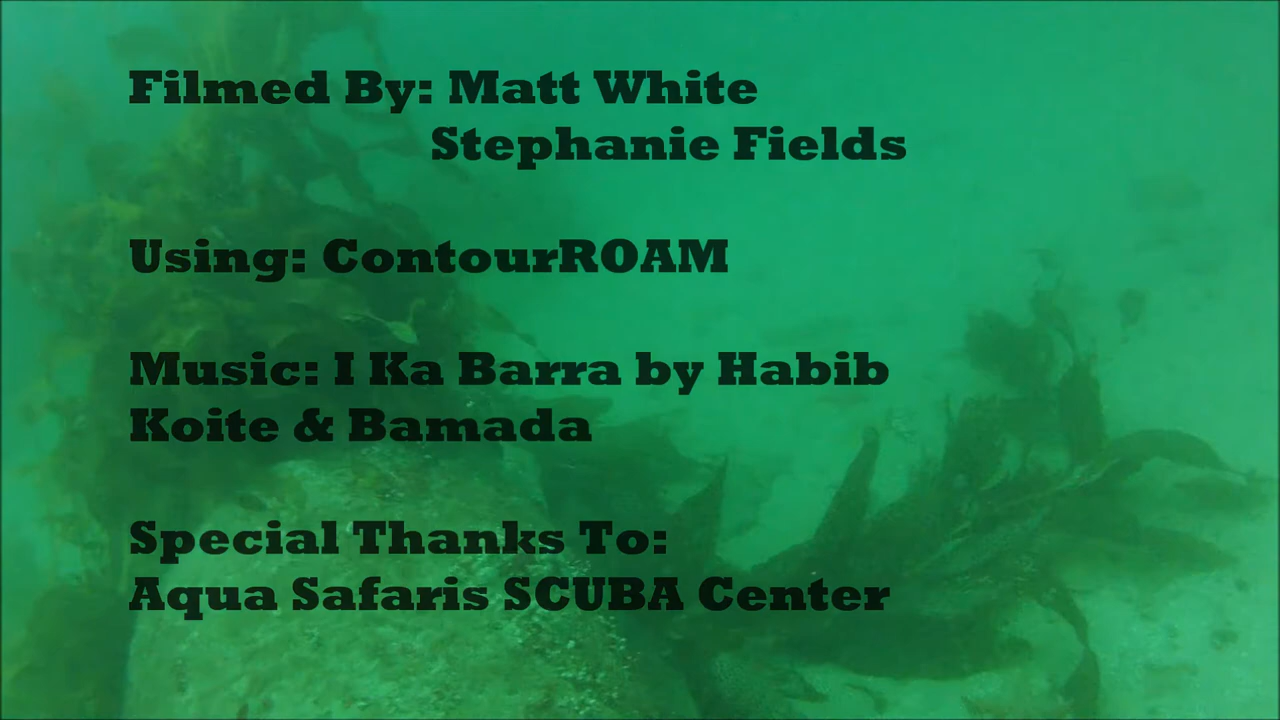 Filmed By: Matt White
Stephanie Fields
Using: ContourROAM
Music: I Ka Barra by Habib
Koite & Bamada
Special Thanks To:
Aqua Safaris SCUBA Center